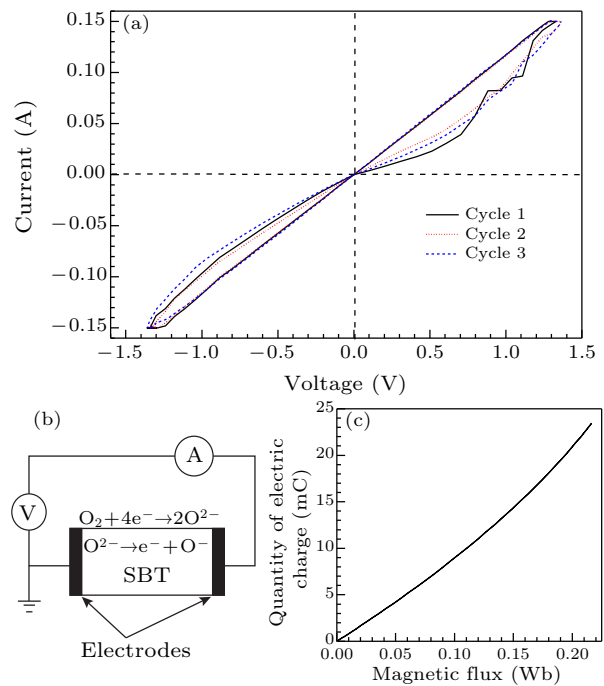 (a)
0.15
0.10
0.05
0.00
−0.05
−0.10
−0.15
Current (A)
Cycle 1
Cycle 2
Cycle 3
−1.5 −1.0 −0.5 0.0 0.5 1.0 1.5
Voltage (V)
(b)
A
V
O₂+4e⁻→2O²⁻
O²⁻→e⁻+O⁻
SBT
Electrodes
(c)
25
20
15
10
5
0
Quantity of electric
charge (mC)
0.00 0.05 0.10 0.15 0.20
Magnetic flux (Wb)